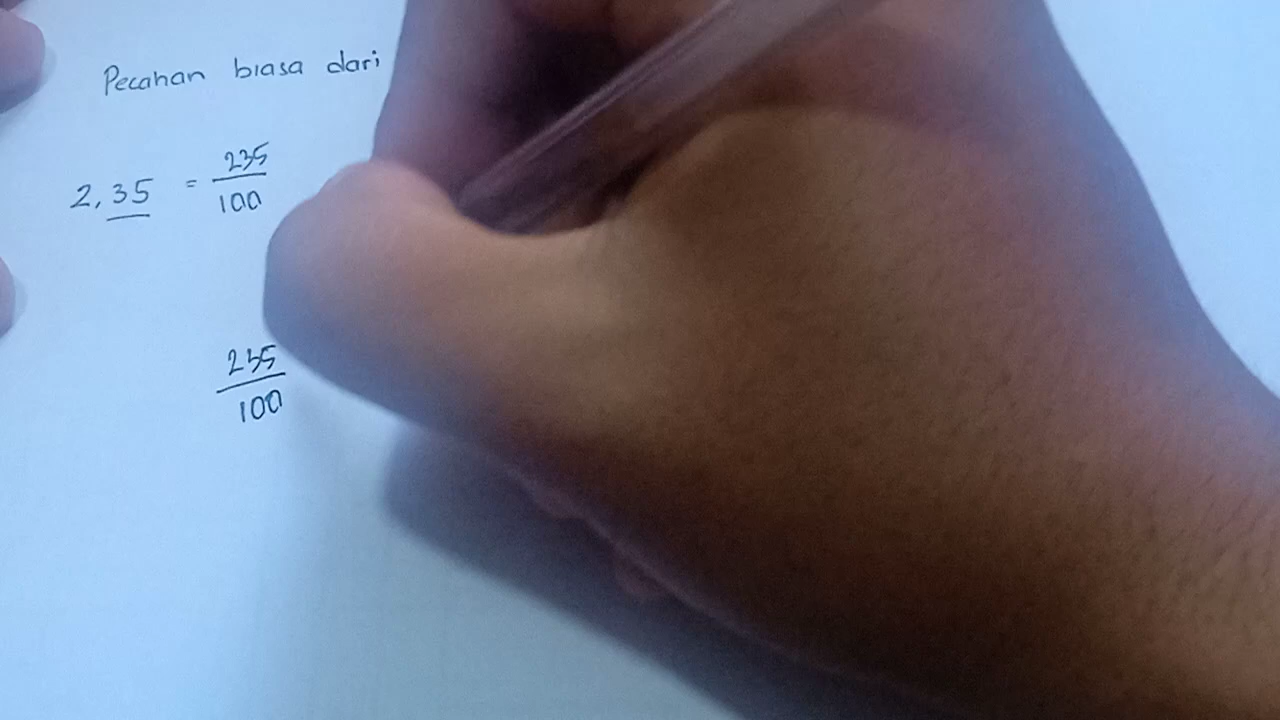 Pecahan biasa dari
2,35 = 235/100
235/100